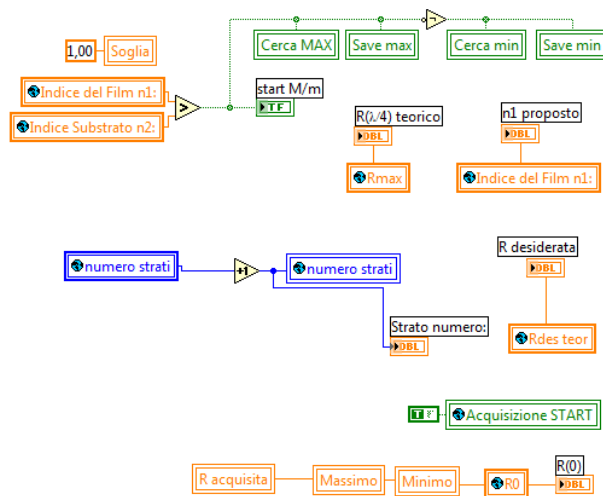 Cerca MAX
Save max
Cerca min
Save min
1,00
Soglia
start M/m
Indice del Film n1:
>
TF
Indice Substrato n2:
R(λ/4) teorico
DBL
Rmax
n1 proposto
DBL
Indice del Film n1:
numero strati
+1
numero strati
R desiderata
DBL
Strato numero:
DBL
Rdes teor
T
Acquisizione START
R acquisita
Massimo
Minimo
R0
R(0)
DBL